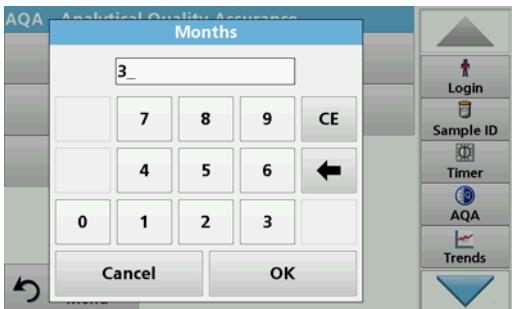 AQA Analytical Quality Assurance
Months
3_
7 8 9 CE
4 5 6
0 1 2 3
Cancel OK
Menu
Login
Sample ID
Timer
AQA
Trends